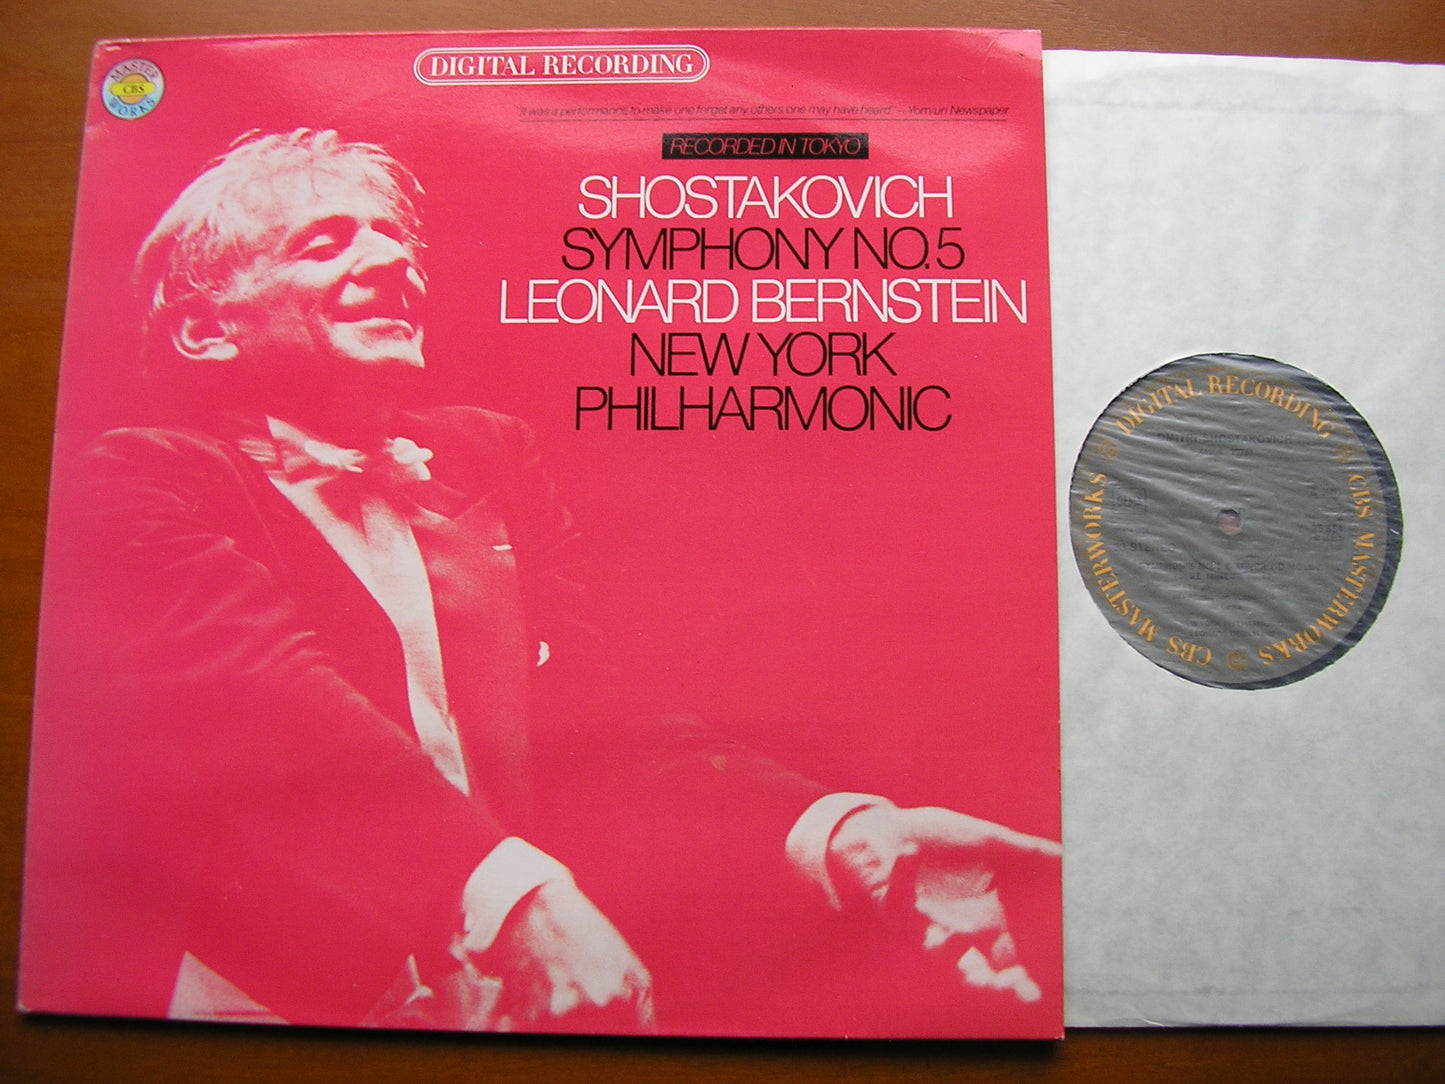 MASTER
CBS
WORKS
DIGITAL RECORDING
"It was a performance to make one forget any others one may have heard" — Yomiuri Newspaper
RECORDED IN TOKYO
SHOSTAKOVICH
SYMPHONY NO. 5
LEONARD BERNSTEIN
NEW YORK
PHILHARMONIC
DIGITAL RECORDING
CBS MASTERWORKS
CBS MASTERWORKS
DMITRI SHOSTAKOVICH
STEREO